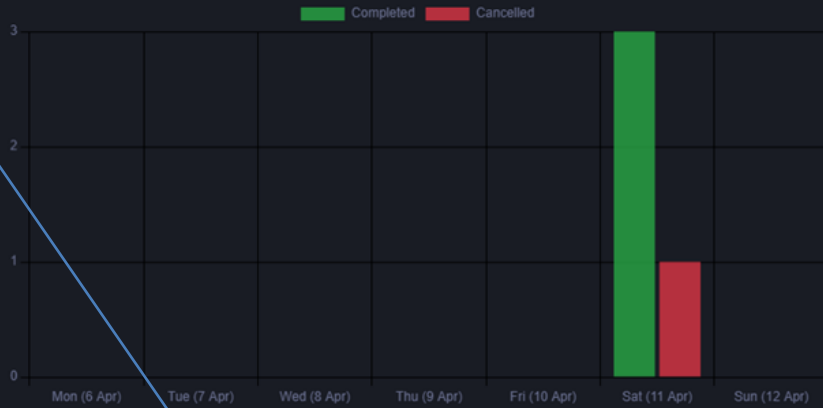 Completed Cancelled
3
2
1
0
Mon (6 Apr) Tue (7 Apr) Wed (8 Apr) Thu (9 Apr) Fri (10 Apr) Sat (11 Apr) Sun (12 Apr)